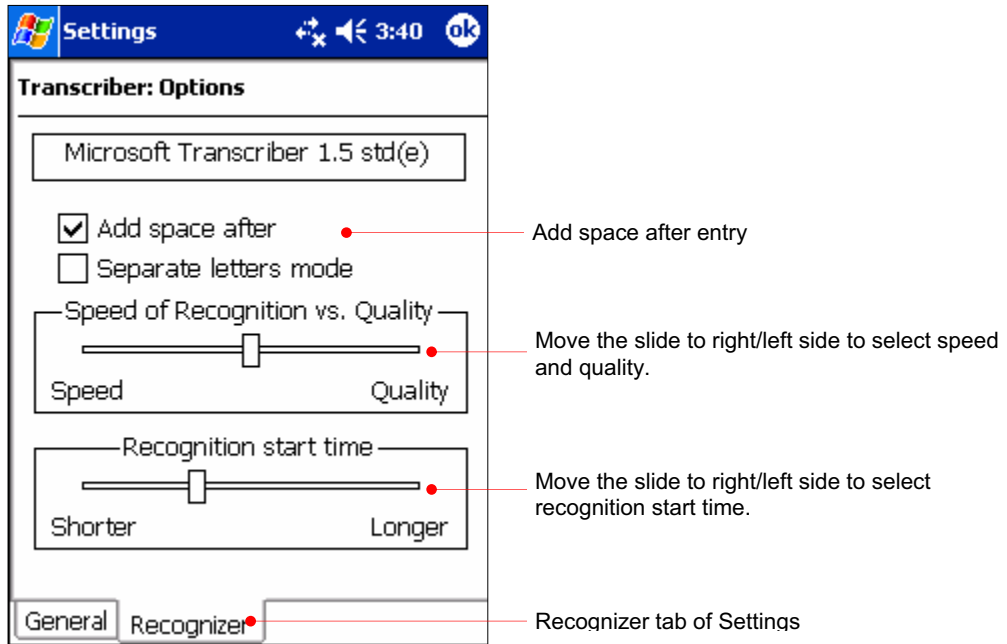 Settings 3:40 ok
Transcriber: Options
Microsoft Transcriber 1.5 std(e)
Add space after
Add space after entry
Separate letters mode
Speed of Recognition vs. Quality
Speed Quality
Move the slide to right/left side to select speed
and quality.
Recognition start time
Shorter Longer
Move the slide to right/left side to select
recognition start time.
General Recognizer
Recognizer tab of Settings